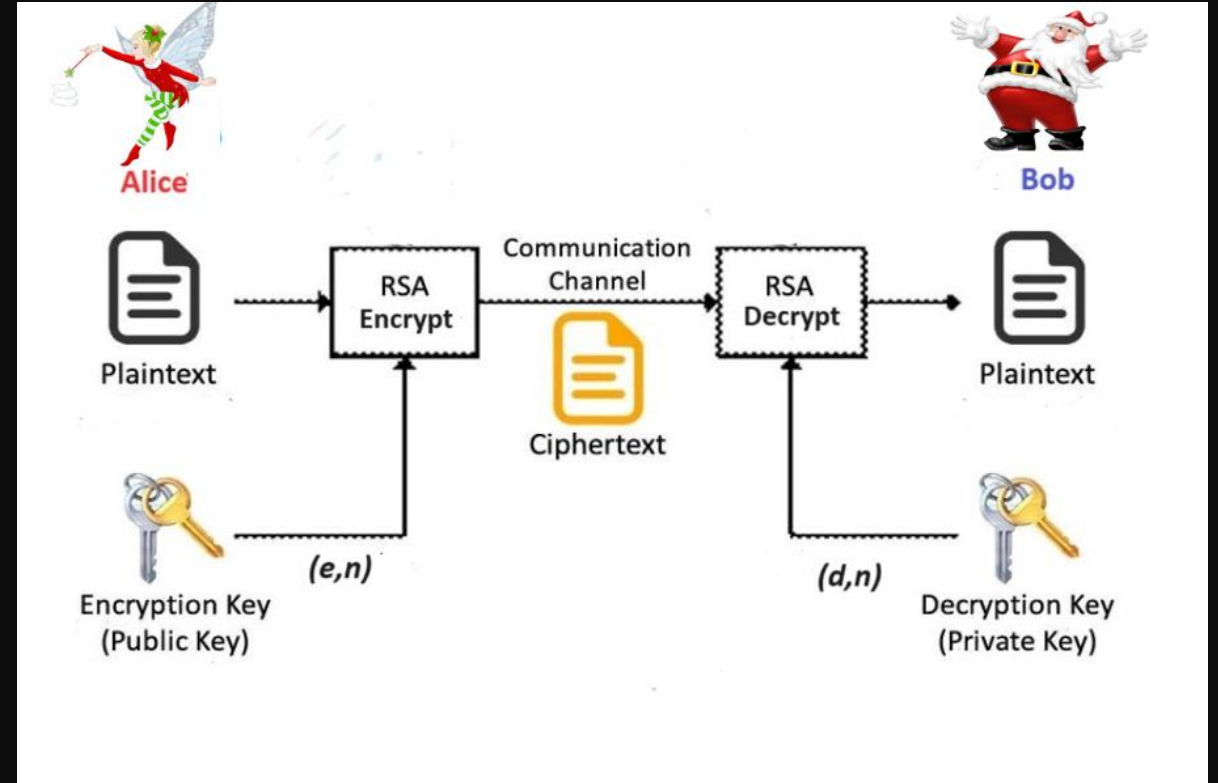 Alice
Bob
Communication
Channel
RSA
Encrypt
RSA
Decrypt
Plaintext
Plaintext
Ciphertext
(e,n)
(d,n)
Encryption Key
(Public Key)
Decryption Key
(Private Key)